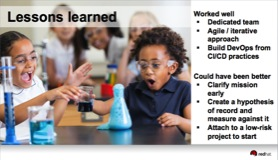 Lessons learned
Worked well
• Dedicated team
• Agile / iterative
approach
• Build DevOps from
CI/CD practices
Could have been better
• Clarify mission
early
• Create a hypothesis
of record and
measure against it
• Attach to a low-risk
project to start
redhat